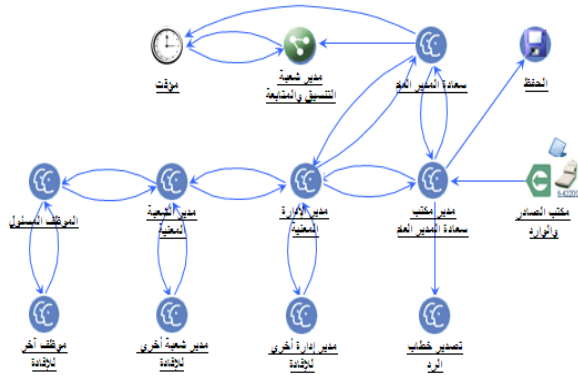 الحفظ
سعادة المدير العام
مدير شعبة
التنسيق والمتابعة
مؤقت
مكتب الصادر
والوارد
مدير مكتب
سعادة المدير العام
مدير الإدارة
المعنية
مدير الشعبة
المعنية
الموظف المسئول
تصدير خطاب
الرد
مدير إدارة أخرى
للإفادة
مدير شعبة أخرى
للإفادة
موظف آخر
للإفادة